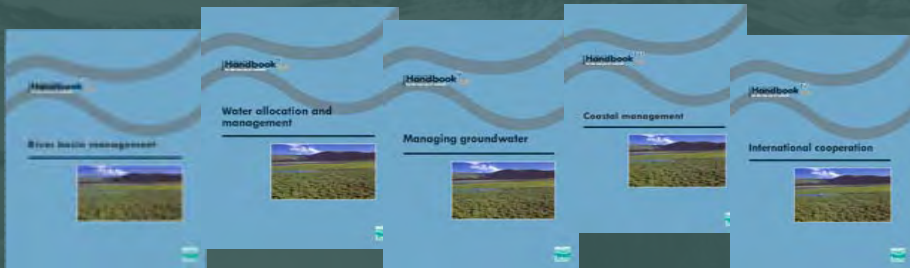 Handbook
River basin management
Handbook
Water allocation and
management
Handbook
Managing groundwater
Handbook
Coastal management
Handbook
International cooperation